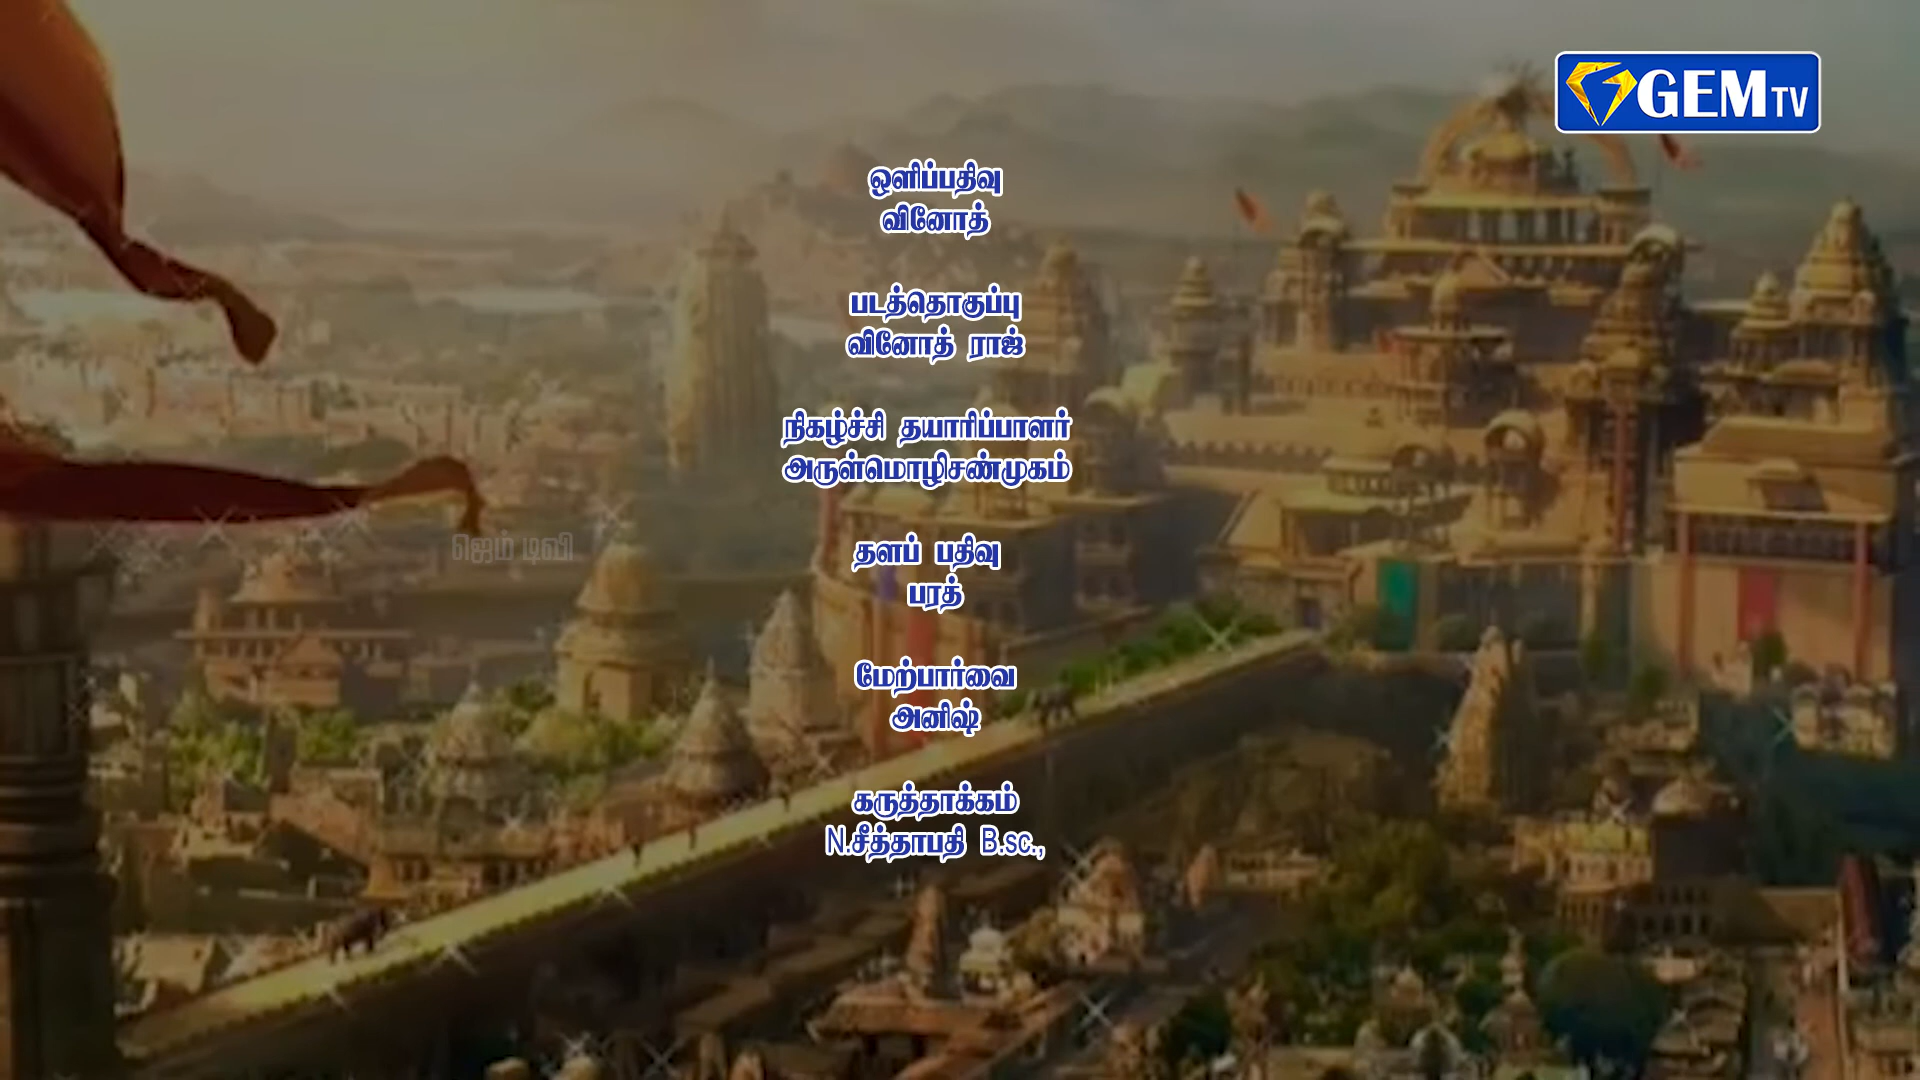 GEM TV
ஒளிப்பதிவு
வினோத்
படத்தொகுப்பு
வினோத் ராஜ்
நிகழ்ச்சி தயாரிப்பாளர்
அருள்மொழிசண்முகம்
ஜெம் டிவி
தளப் பதிவு
பரத்
மேற்பார்வை
அனிஷ்
கருத்தாக்கம்
N.சீத்தாபதி B.sc.,